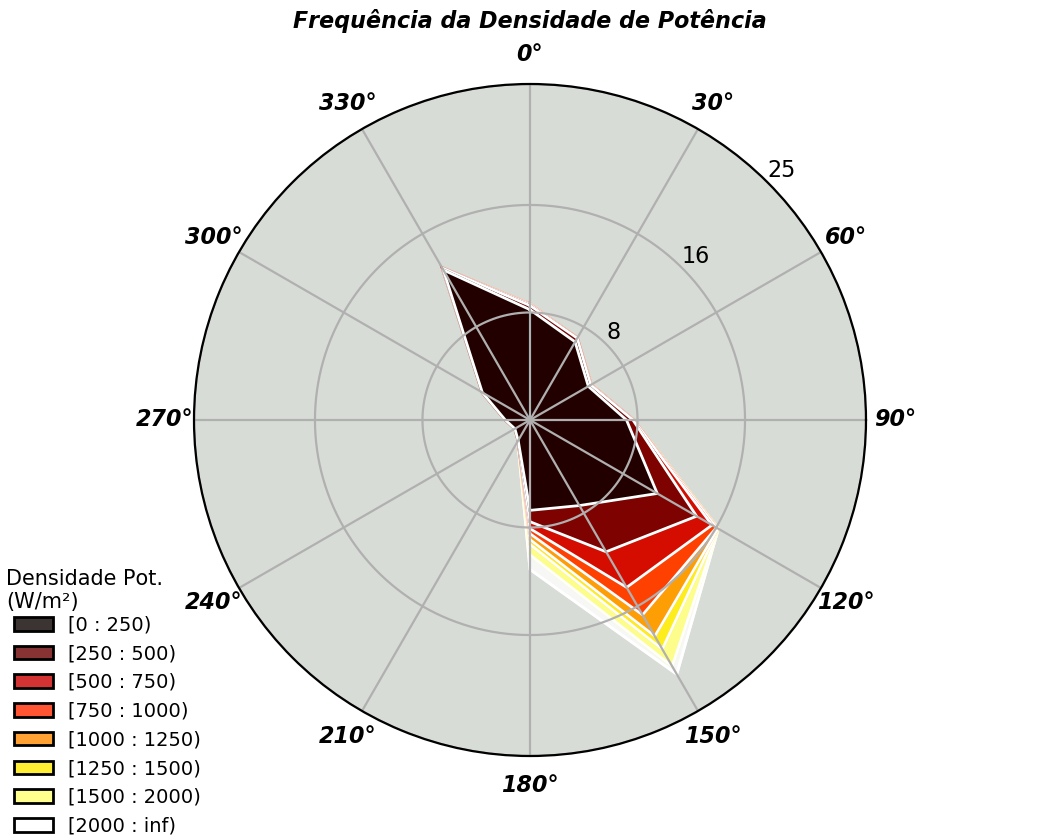 Frequência da Densidade de Potência
0°
330°
30°
25
300°
60°
16
8
270°
90°
240°
120°
210°
150°
180°
Densidade Pot.
(W/m²)
[0 : 250)
[250 : 500)
[500 : 750)
[750 : 1000)
[1000 : 1250)
[1250 : 1500)
[1500 : 2000)
[2000 : inf)